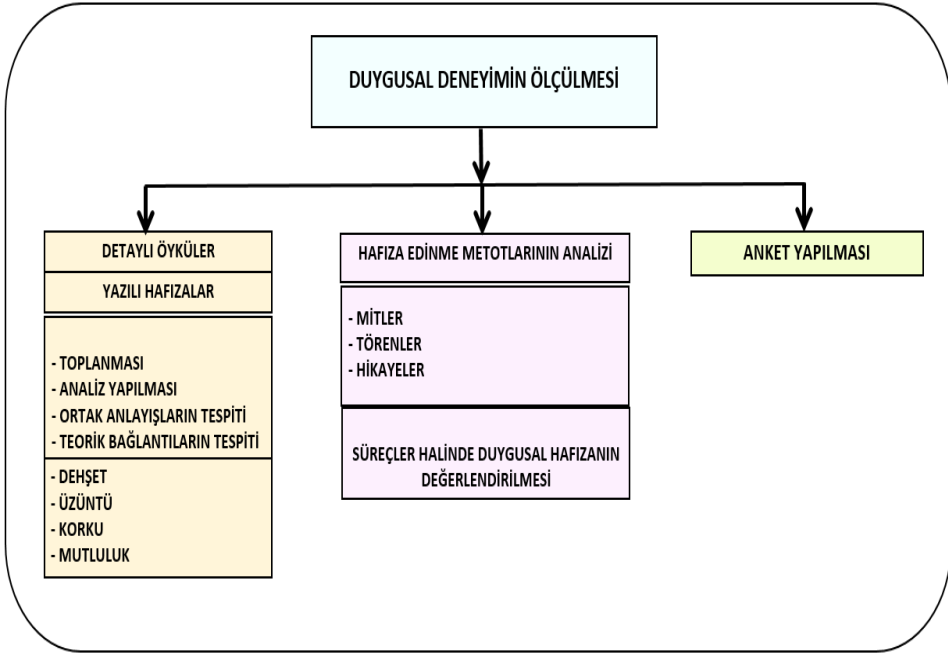 DUYGUSAL DENEYİMİN ÖLÇÜLMESİ
DETAYLI ÖYKÜLER
YAZILI HAFIZALAR
- TOPLANMASI
- ANALİZ YAPILMASI
- ORTAK ANLAYIŞLARIN TESPİTİ
- TEORİK BAĞLANTILARIN TESPİTİ
- DEHŞET
- ÜZÜNTÜ
- KORKU
- MUTLULUK
HAFIZA EDİNME METOTLARININ ANALİZİ
- MİTLER
- TÖRENLER
- HİKAYELER
SÜREÇLER HALİNDE DUYGUSAL HAFIZANIN
DEĞERLENDİRİLMESİ
ANKET YAPILMASI